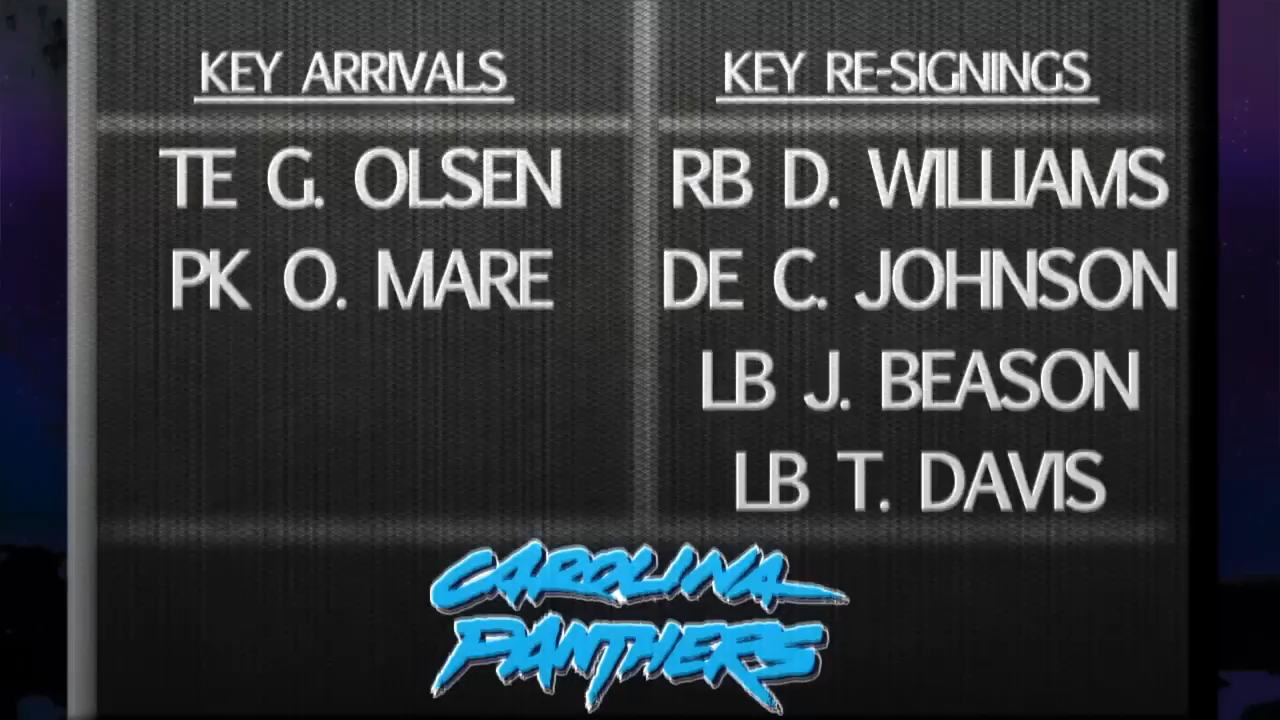 KEY ARRIVALS
TE G. OLSEN
PK O. MARE
KEY RE-SIGNINGS
RB D. WILLIAMS
DE C. JOHNSON
LB J. BEASON
LB T. DAVIS
CAROLINA
PANTHERS